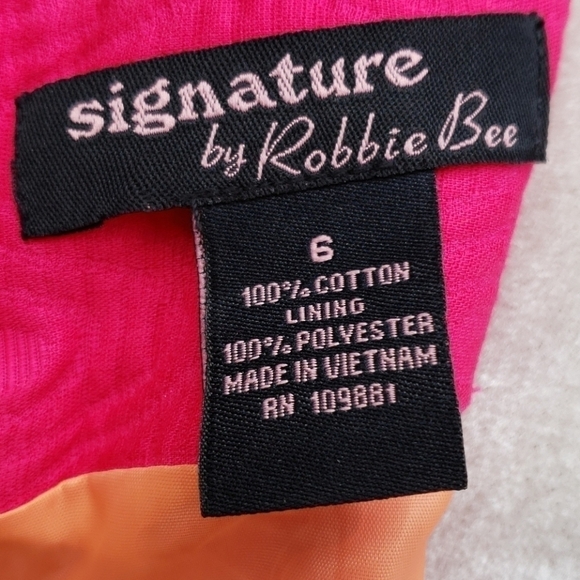 signature
by Robbie Bee
6
100% COTTON
LINING
100% POLYESTER
MADE IN VIETNAM
RN 109881